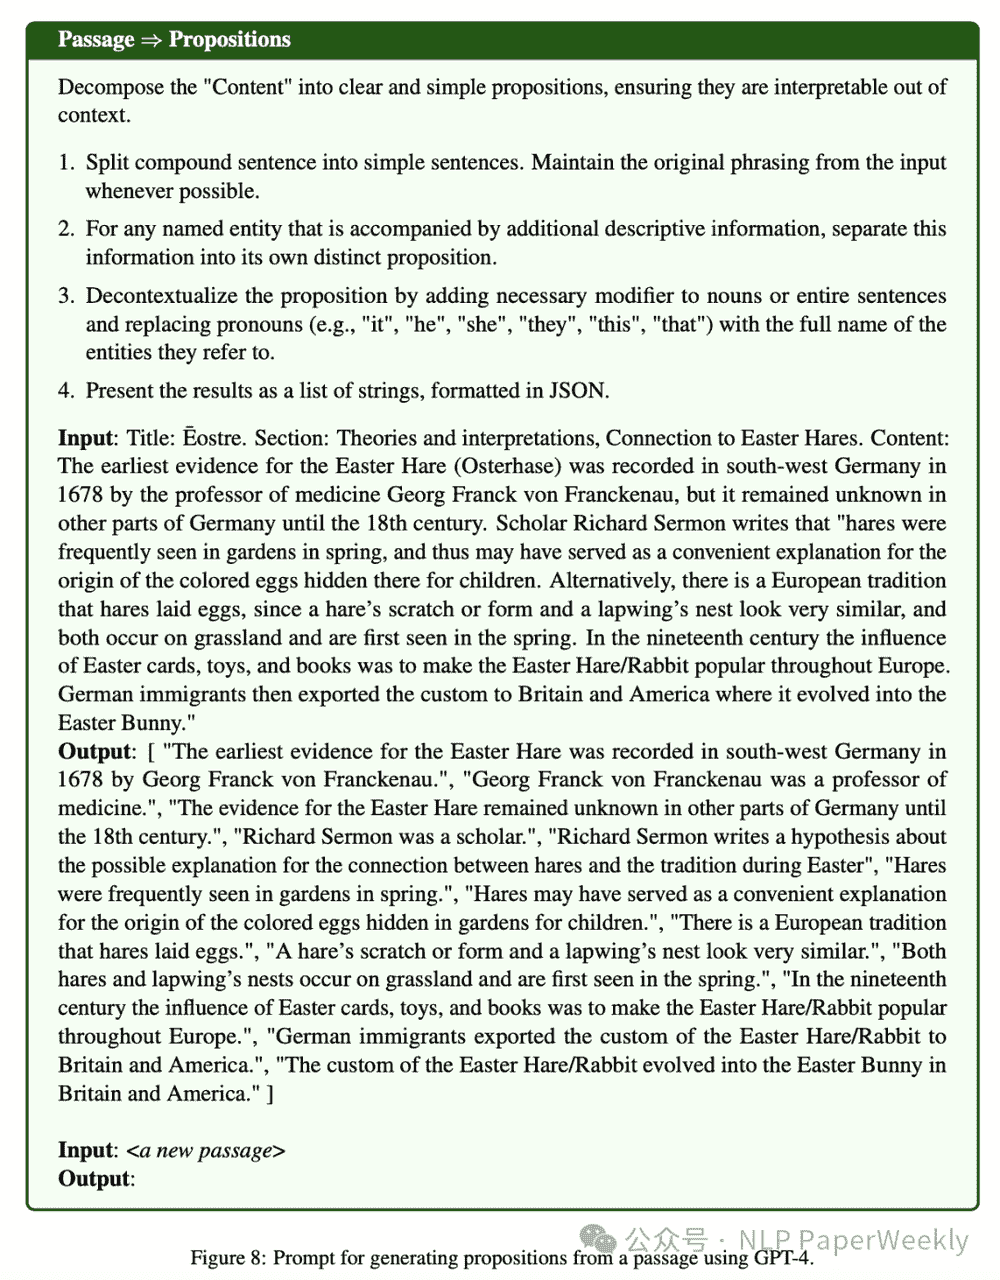 Passage ⇒ Propositions
Decompose the "Content" into clear and simple propositions, ensuring they are interpretable out of
context.
1. Split compound sentence into simple sentences. Maintain the original phrasing from the input
whenever possible.
2. For any named entity that is accompanied by additional descriptive information, separate this
information into its own distinct proposition.
3. Decontextualize the proposition by adding necessary modifier to nouns or entire sentences
and replacing pronouns (e.g., "it", "he", "she", "they", "this", "that") with the full name of the
entities they refer to.
4. Present the results as a list of strings, formatted in JSON.
Input: Title: Ēostre. Section: Theories and interpretations, Connection to Easter Hares. Content:
The earliest evidence for the Easter Hare (Osterhase) was recorded in south-west Germany in
1678 by the professor of medicine Georg Franck von Franckenau, but it remained unknown in
other parts of Germany until the 18th century. Scholar Richard Sermon writes that "hares were
frequently seen in gardens in spring, and thus may have served as a convenient explanation for the
origin of the colored eggs hidden there for children. Alternatively, there is a European tradition
that hares laid eggs, since a hare's scratch or form and a lapwing's nest look very similar, and
both occur on grassland and are first seen in the spring. In the nineteenth century the influence
of Easter cards, toys, and books was to make the Easter Hare/Rabbit popular throughout Europe.
German immigrants then exported the custom to Britain and America where it evolved into the
Easter Bunny."
Output: [ "The earliest evidence for the Easter Hare was recorded in south-west Germany in
1678 by Georg Franck von Franckenau.", "Georg Franck von Franckenau was a professor of
medicine.", "The evidence for the Easter Hare remained unknown in other parts of Germany until
the 18th century.", "Richard Sermon was a scholar.", "Richard Sermon writes a hypothesis about
the possible explanation for the connection between hares and the tradition during Easter", "Hares
were frequently seen in gardens in spring.", "Hares may have served as a convenient explanation
for the origin of the colored eggs hidden in gardens for children.", "There is a European tradition
that hares laid eggs.", "A hare's scratch or form and a lapwing's nest look very similar.", "Both
hares and lapwing's nests occur on grassland and are first seen in the spring.", "In the nineteenth
century the influence of Easter cards, toys, and books was to make the Easter Hare/Rabbit popular
throughout Europe.", "German immigrants exported the custom of the Easter Hare/Rabbit to
Britain and America.", "The custom of the Easter Hare/Rabbit evolved into the Easter Bunny in
Britain and America." ]
Input: <a new passage>
Output:
公众号 · NLP PaperWeekly
Figure 8: Prompt for generating propositions from a passage using GPT-4.